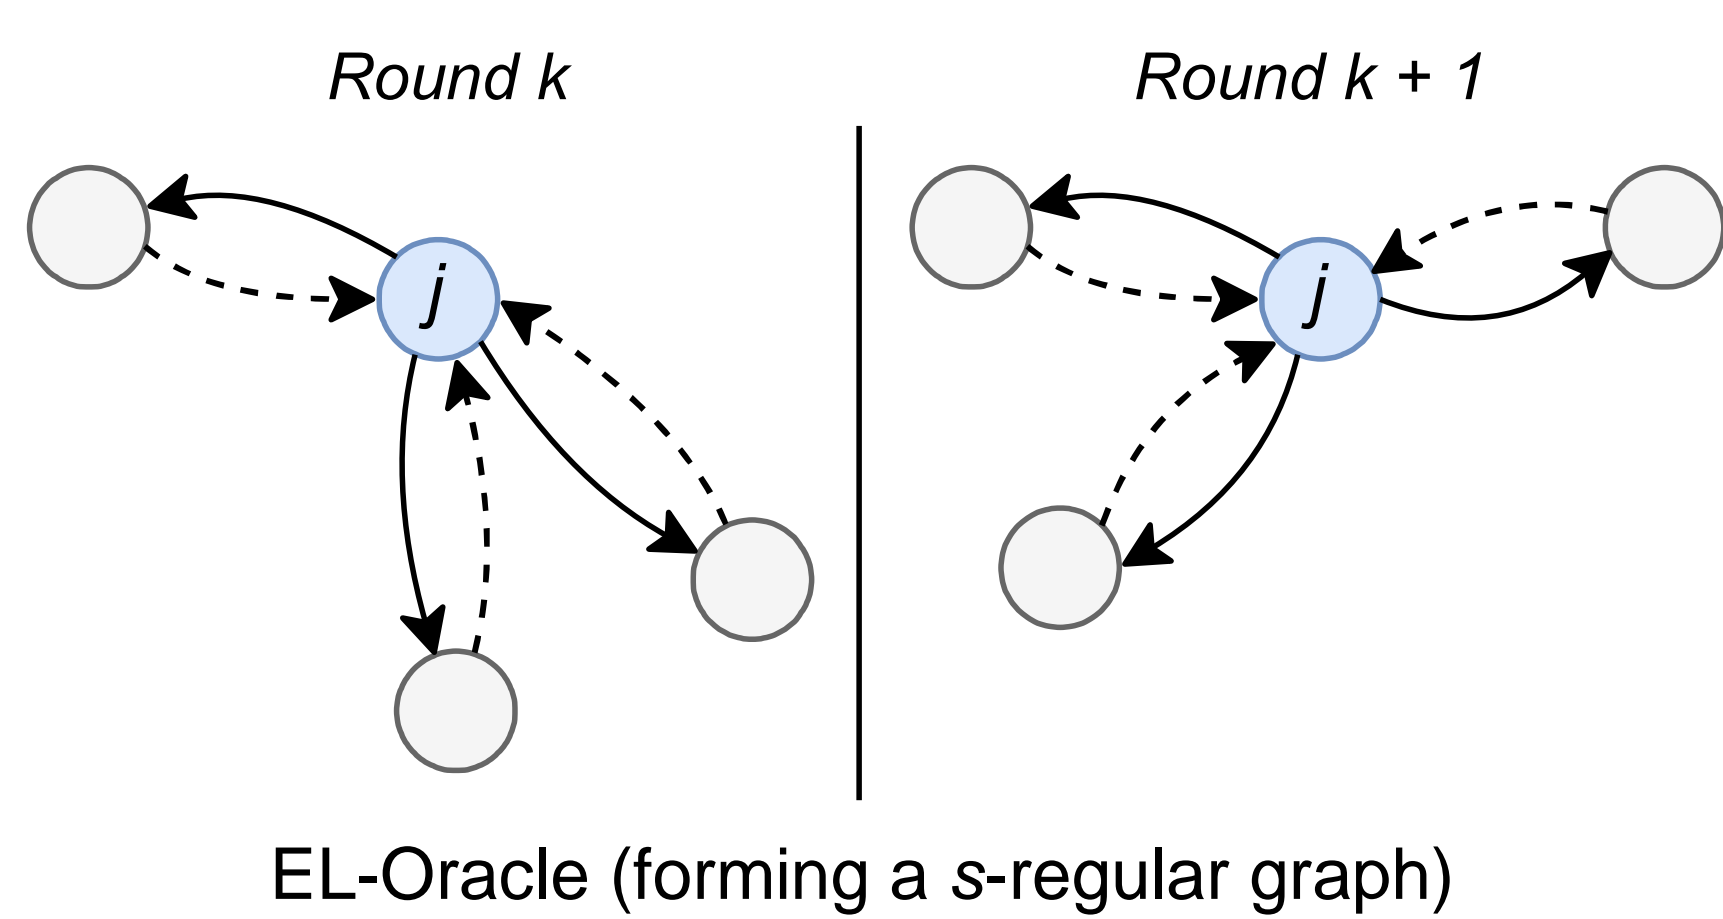 Round k
Round k + 1
j
j
EL-Oracle (forming a s-regular graph)